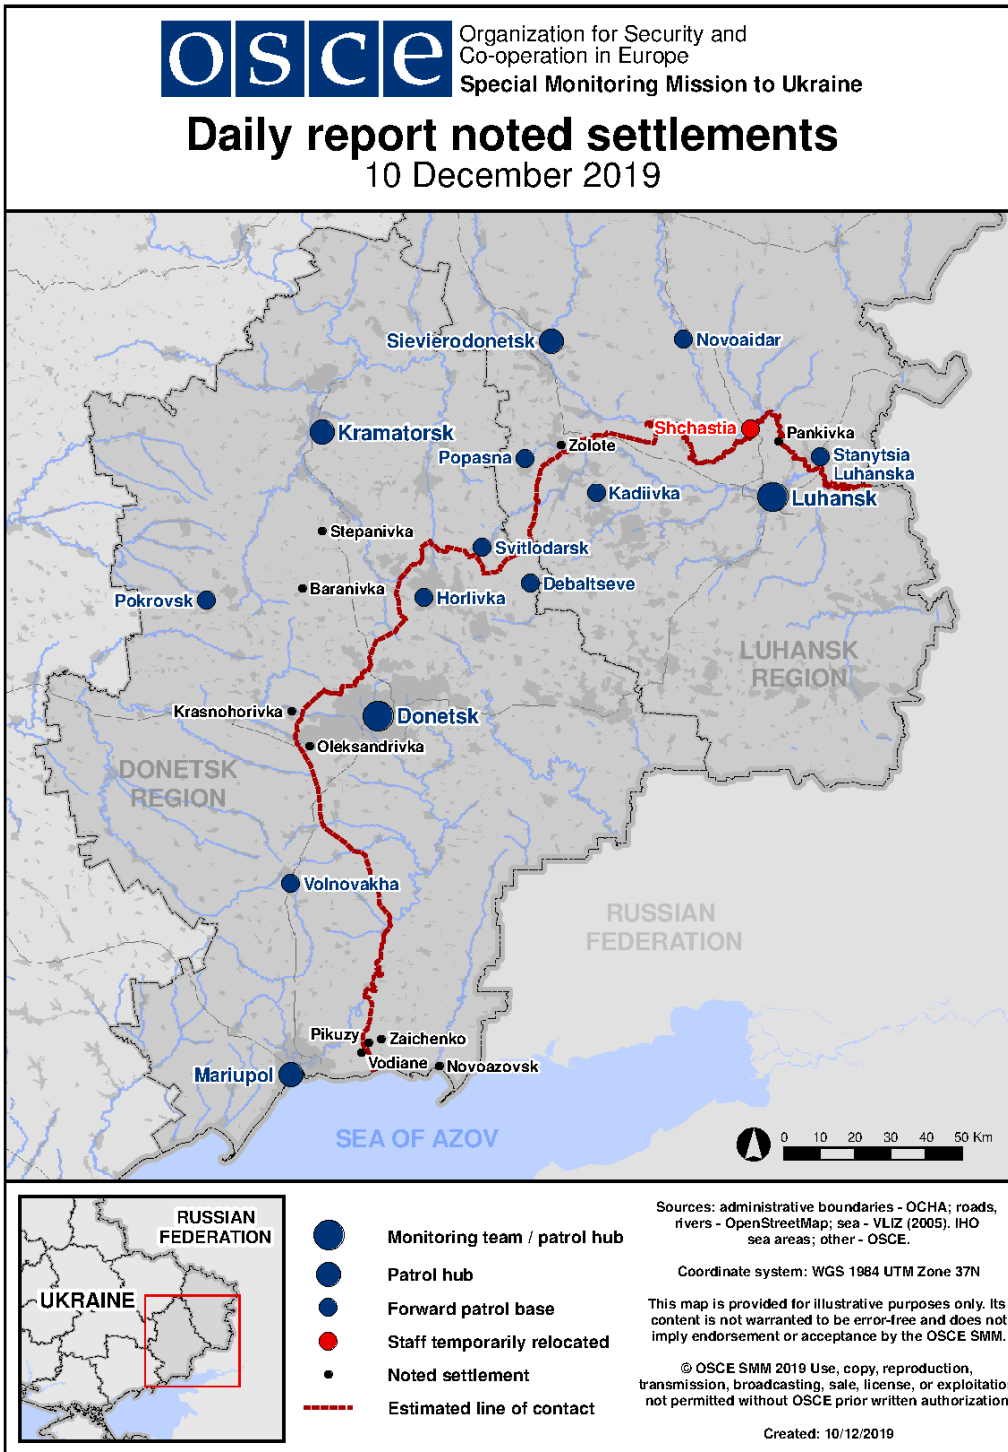 osce
Organization for Security and
Co-operation in Europe
Special Monitoring Mission to Ukraine
Daily report noted settlements
10 December 2019
Sievierodonetsk
Novoaidar
Kramatorsk
Shchastia
Pankivka
Zolote
Popasna
Stanytsia
Luhanska
Kadiivka
Luhansk
Stepanivka
Svitlodarsk
Debaltseve
Baranivka
Horlivka
Pokrovsk
LUHANSK
REGION
Krasnohorivka
Donetsk
Oleksandrivka
DONETSK
REGION
Volnovakha
RUSSIAN
FEDERATION
Pikuzy
Zaichenko
Vodiane
Novoazovsk
Mariupol
SEA OF AZOV
0 10 20 30 40 50 Km
RUSSIAN
FEDERATION
UKRAINE
Monitoring team / patrol hub
Patrol hub
Forward patrol base
Staff temporarily relocated
Noted settlement
Estimated line of contact
Sources: administrative boundaries - OCHA; roads,
rivers - OpenStreetMap; sea - VLIZ (2005). IHO
sea areas; other - OSCE.
Coordinate system: WGS 1984 UTM Zone 37N
This map is provided for illustrative purposes only. Its
content is not warranted to be error-free and does not
imply endorsement or acceptance by the OSCE SMM.
© OSCE SMM 2019 Use, copy, reproduction,
transmission, broadcasting, sale, license, or exploitation
not permitted without OSCE prior written authorization
Created: 10/12/2019